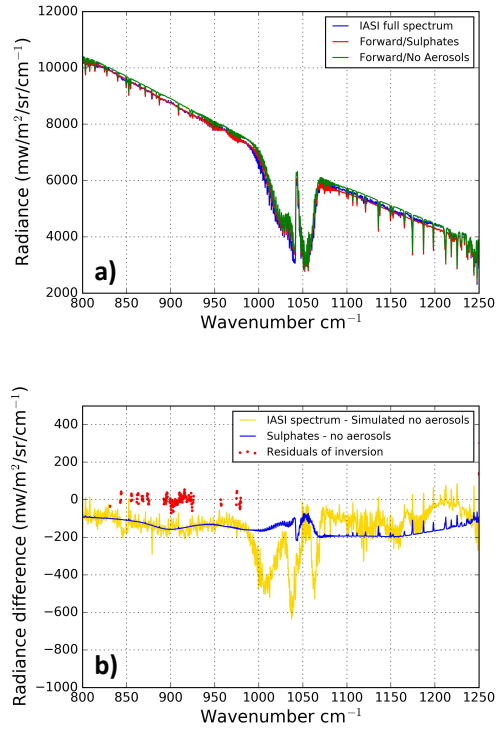 12000
10000
8000
6000
4000
2000
Radiance (mw/m²/sr/cm⁻¹)
IASI full spectrum
Forward/Sulphates
Forward/No Aerosols
a)
800 850 900 950 1000 1050 1100 1150 1200 1250
Wavenumber cm⁻¹
400
200
0
−200
−400
−600
−800
−1000
Radiance difference (mw/m²/sr/cm⁻¹)
IASI spectrum - Simulated no aerosols
Sulphates - no aerosols
Residuals of inversion
b)
800 850 900 950 1000 1050 1100 1150 1200 1250
Wavenumber cm⁻¹